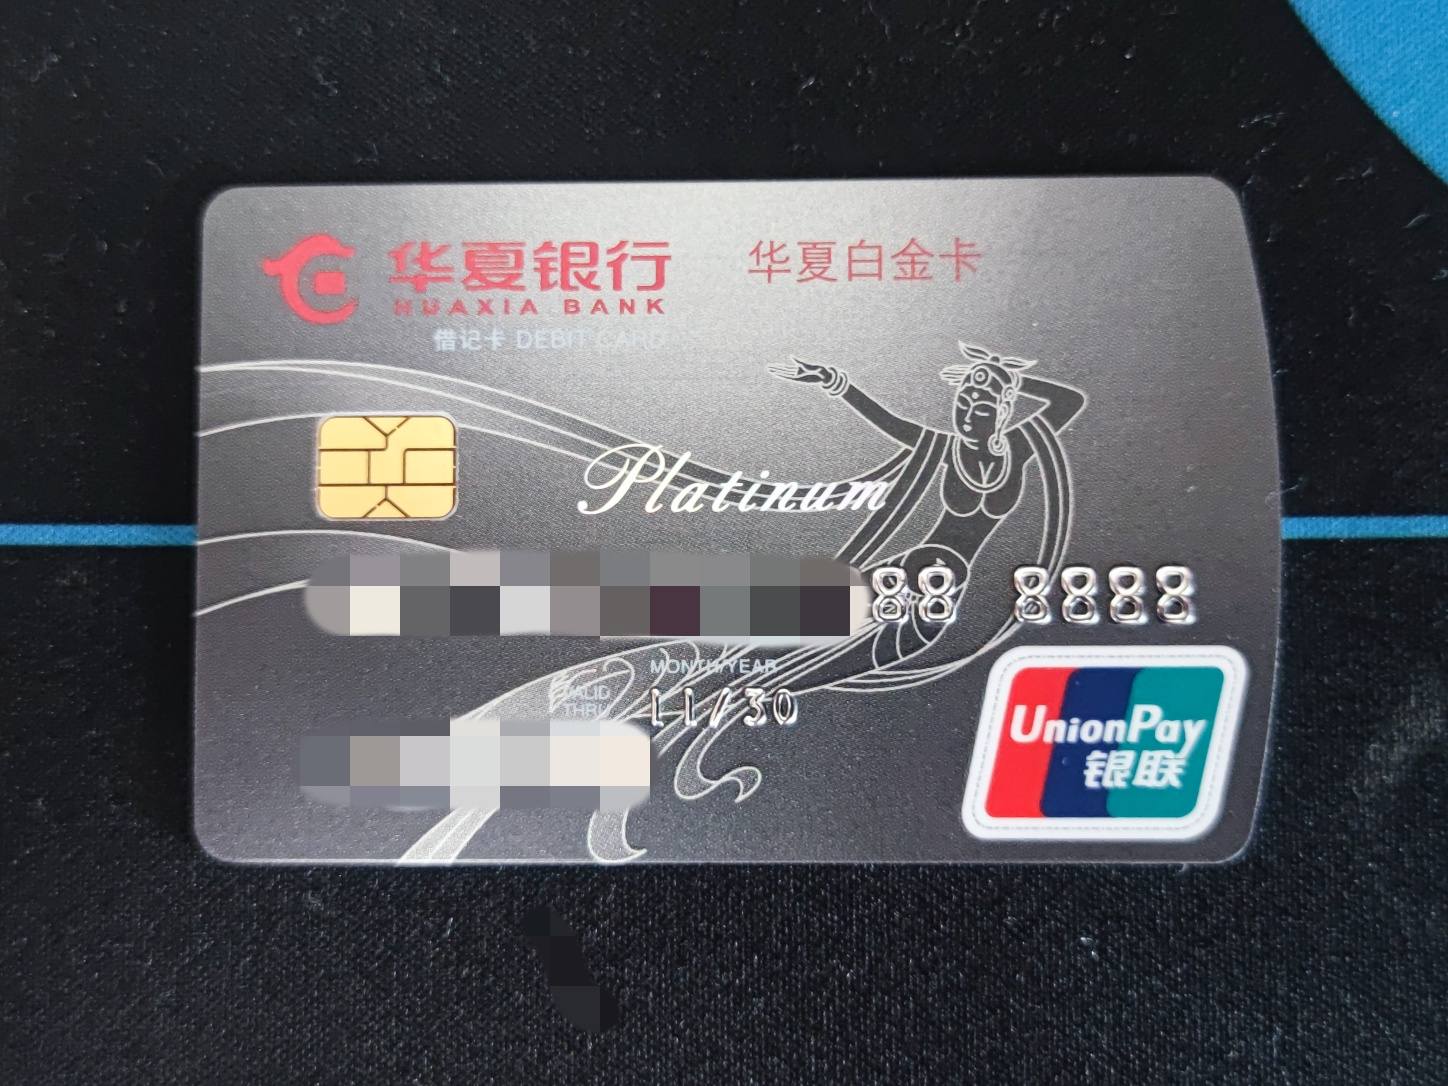 华夏银行 华夏白金卡
HUAXIA BANK
借记卡 DEBIT CARD
Platinum
88 8888
MONTH/YEAR
VALID
THRU 11/30
UnionPay
银联